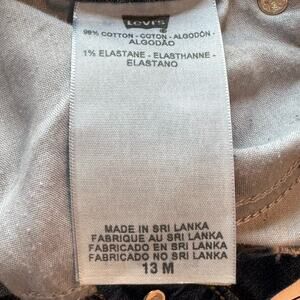 Levi's
99% COTTON - COTON - ALGODÓN -
ALGODÃO
1% ELASTANE - ELASTHANNE -
ELASTANO
MADE IN SRI LANKA
FABRIQUE AU SRI LANKA
FABRICADO EN SRI LANKA
FABRICADO NO SRI LANKA
13 M